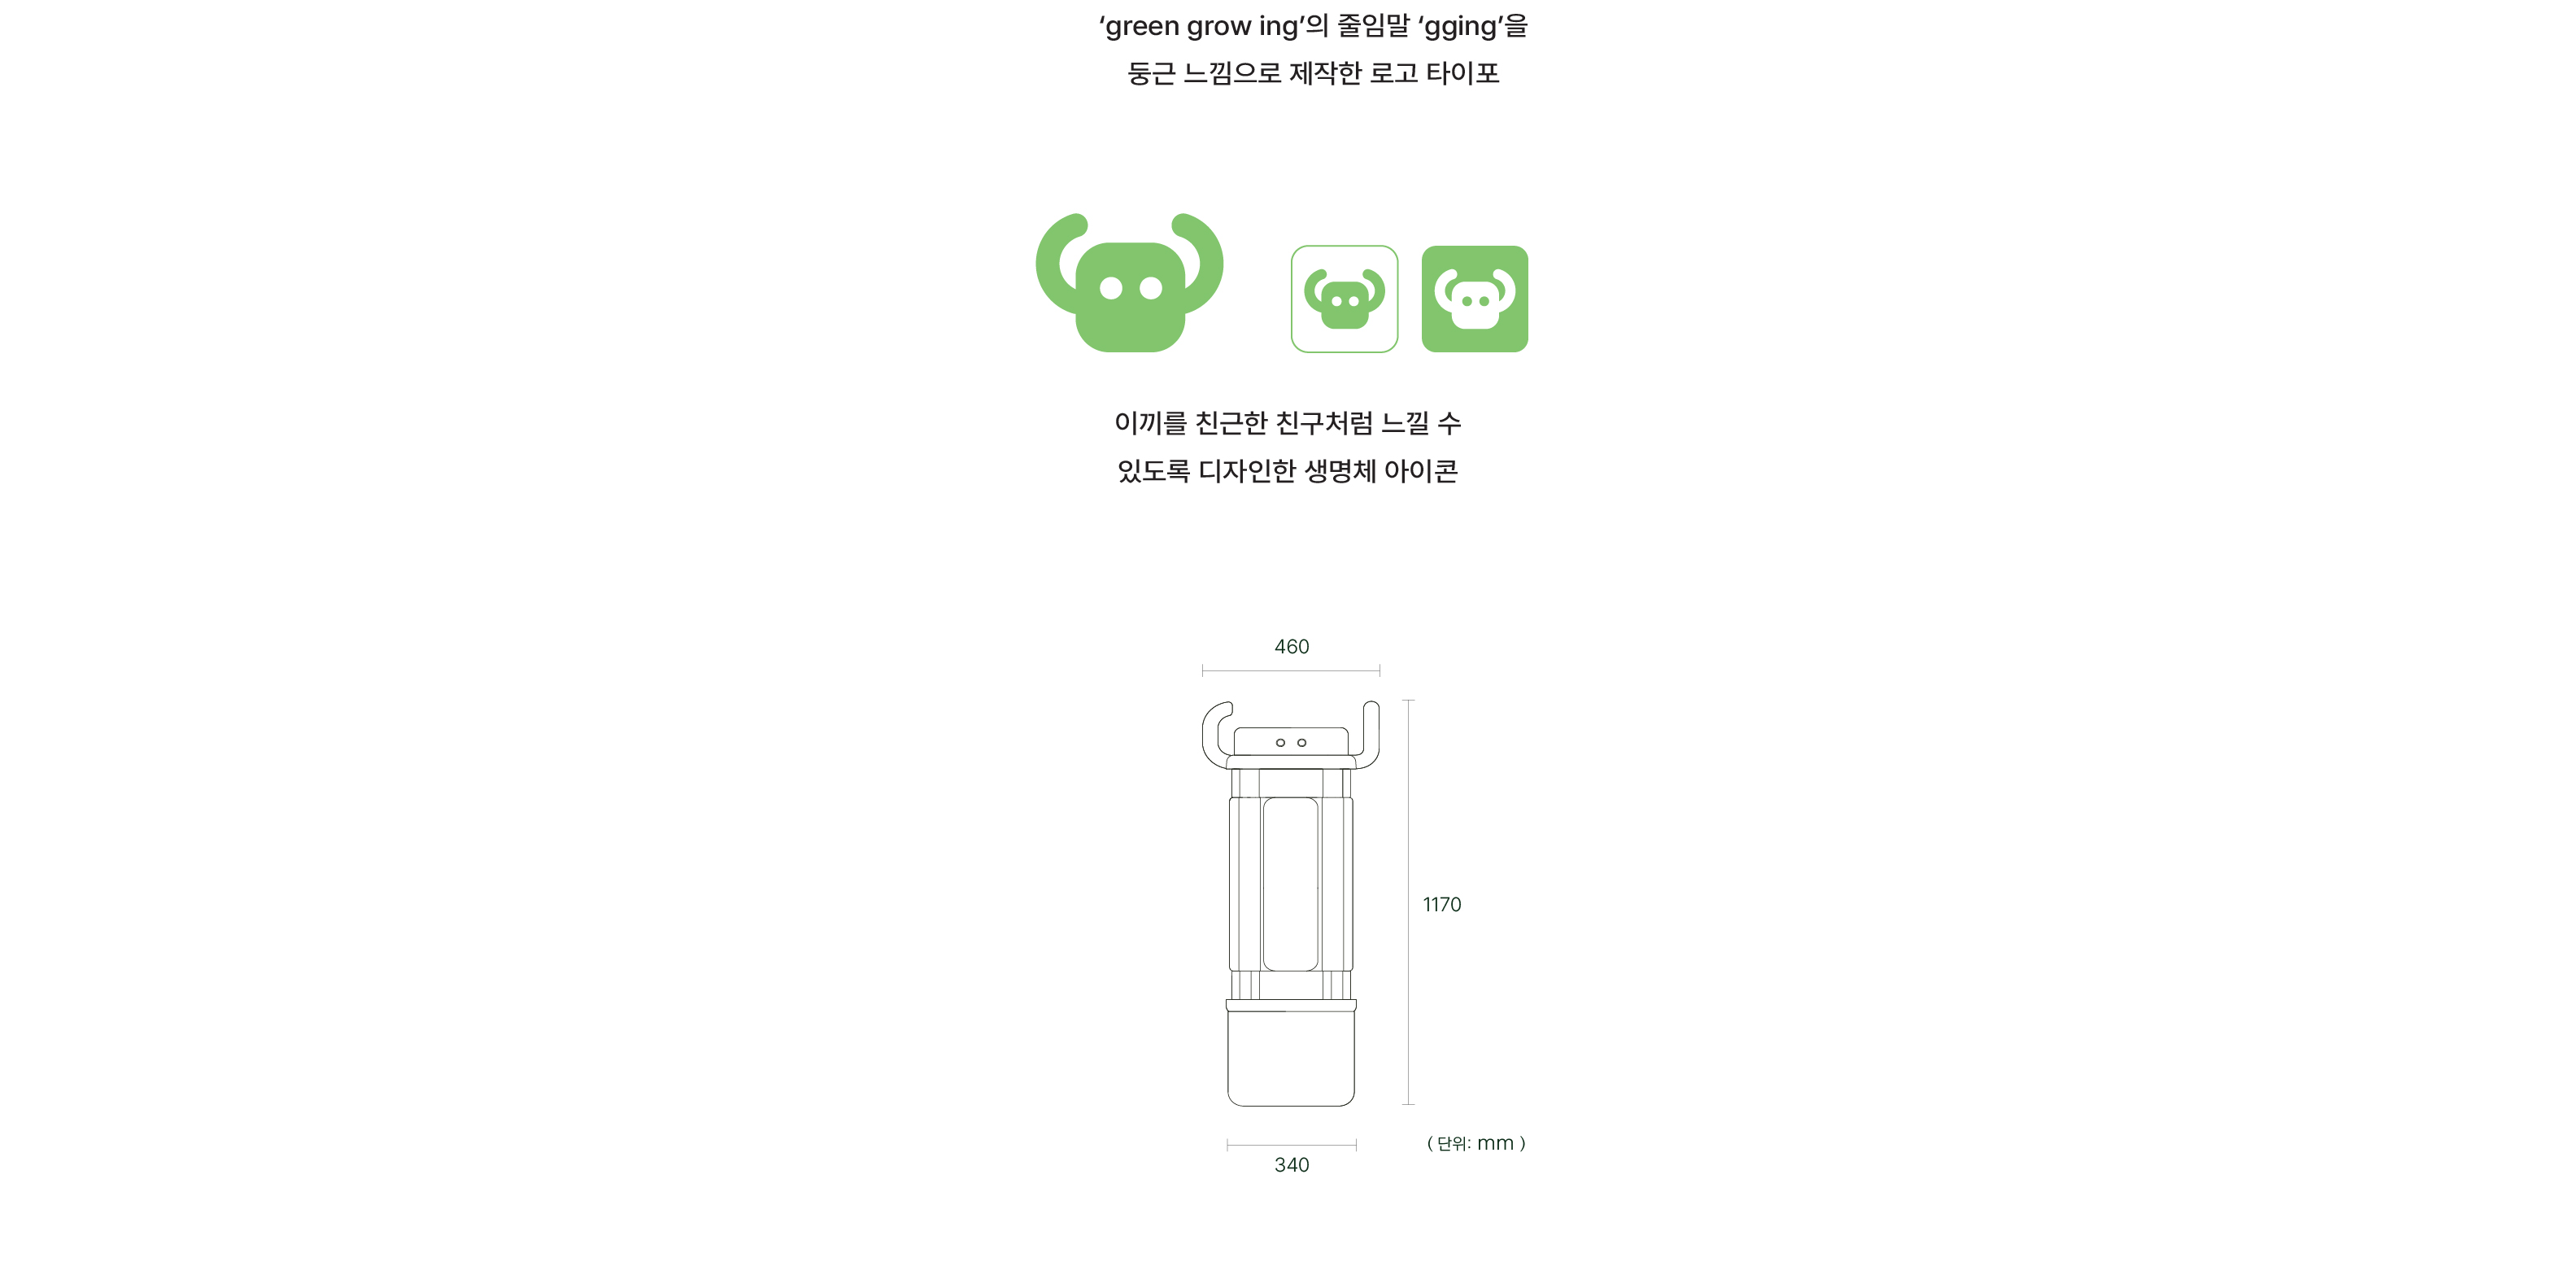 ‘green grow ing’의 줄임말 ‘gging’을
둥근 느낌으로 제작한 로고 타이포
이끼를 친근한 친구처럼 느낄 수
있도록 디자인한 생명체 아이콘
460
1170
( 단위: mm )
340